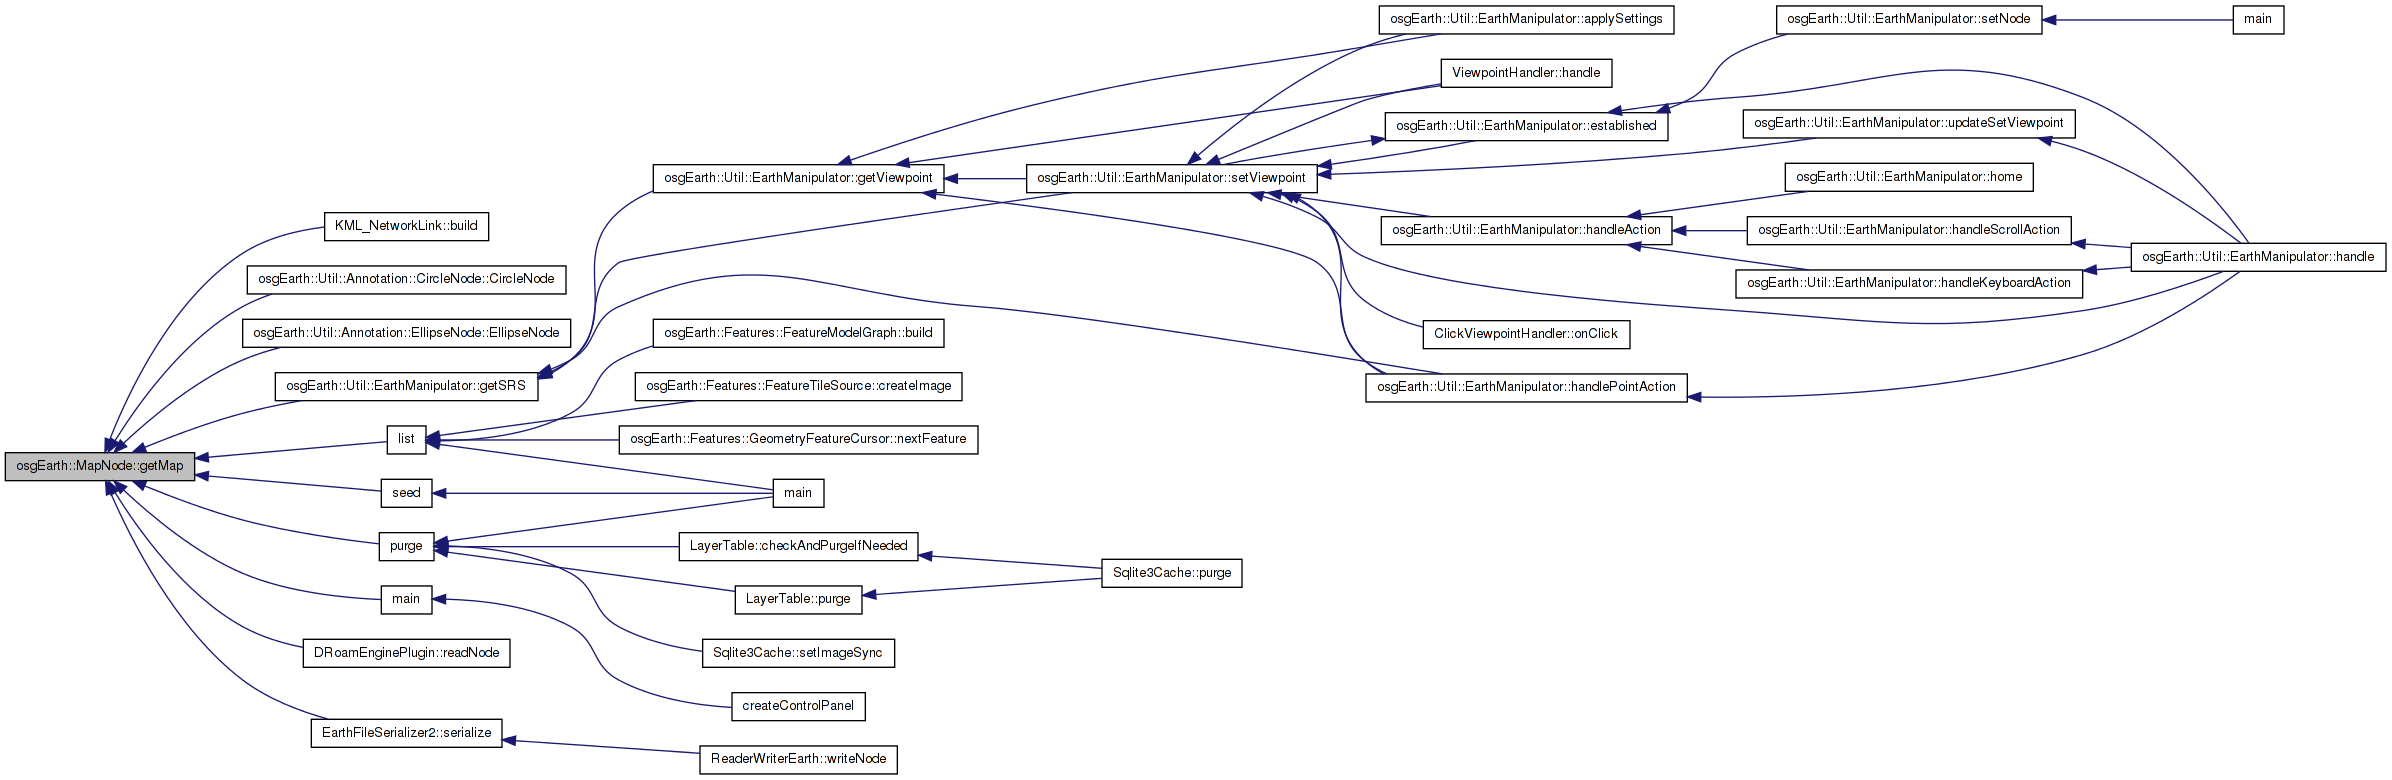 osgEarth::MapNode::getMap
KML_NetworkLink::build
osgEarth::Util::Annotation::CircleNode::CircleNode
osgEarth::Util::Annotation::EllipseNode::EllipseNode
osgEarth::Util::EarthManipulator::getSRS
list
seed
purge
main
DRoamEnginePlugin::readNode
EarthFileSerializer2::serialize
osgEarth::Util::EarthManipulator::getViewpoint
osgEarth::Features::FeatureModelGraph::build
osgEarth::Features::FeatureTileSource::createImage
osgEarth::Features::GeometryFeatureCursor::nextFeature
main
LayerTable::checkAndPurgeIfNeeded
LayerTable::purge
Sqlite3Cache::setImageSync
createControlPanel
ReaderWriterEarth::writeNode
osgEarth::Util::EarthManipulator::setViewpoint
Sqlite3Cache::purge
osgEarth::Util::EarthManipulator::applySettings
ViewpointHandler::handle
osgEarth::Util::EarthManipulator::established
osgEarth::Util::EarthManipulator::handleAction
ClickViewpointHandler::onClick
osgEarth::Util::EarthManipulator::handlePointAction
osgEarth::Util::EarthManipulator::setNode
osgEarth::Util::EarthManipulator::updateSetViewpoint
osgEarth::Util::EarthManipulator::home
osgEarth::Util::EarthManipulator::handleScrollAction
osgEarth::Util::EarthManipulator::handleKeyboardAction
main
osgEarth::Util::EarthManipulator::handle